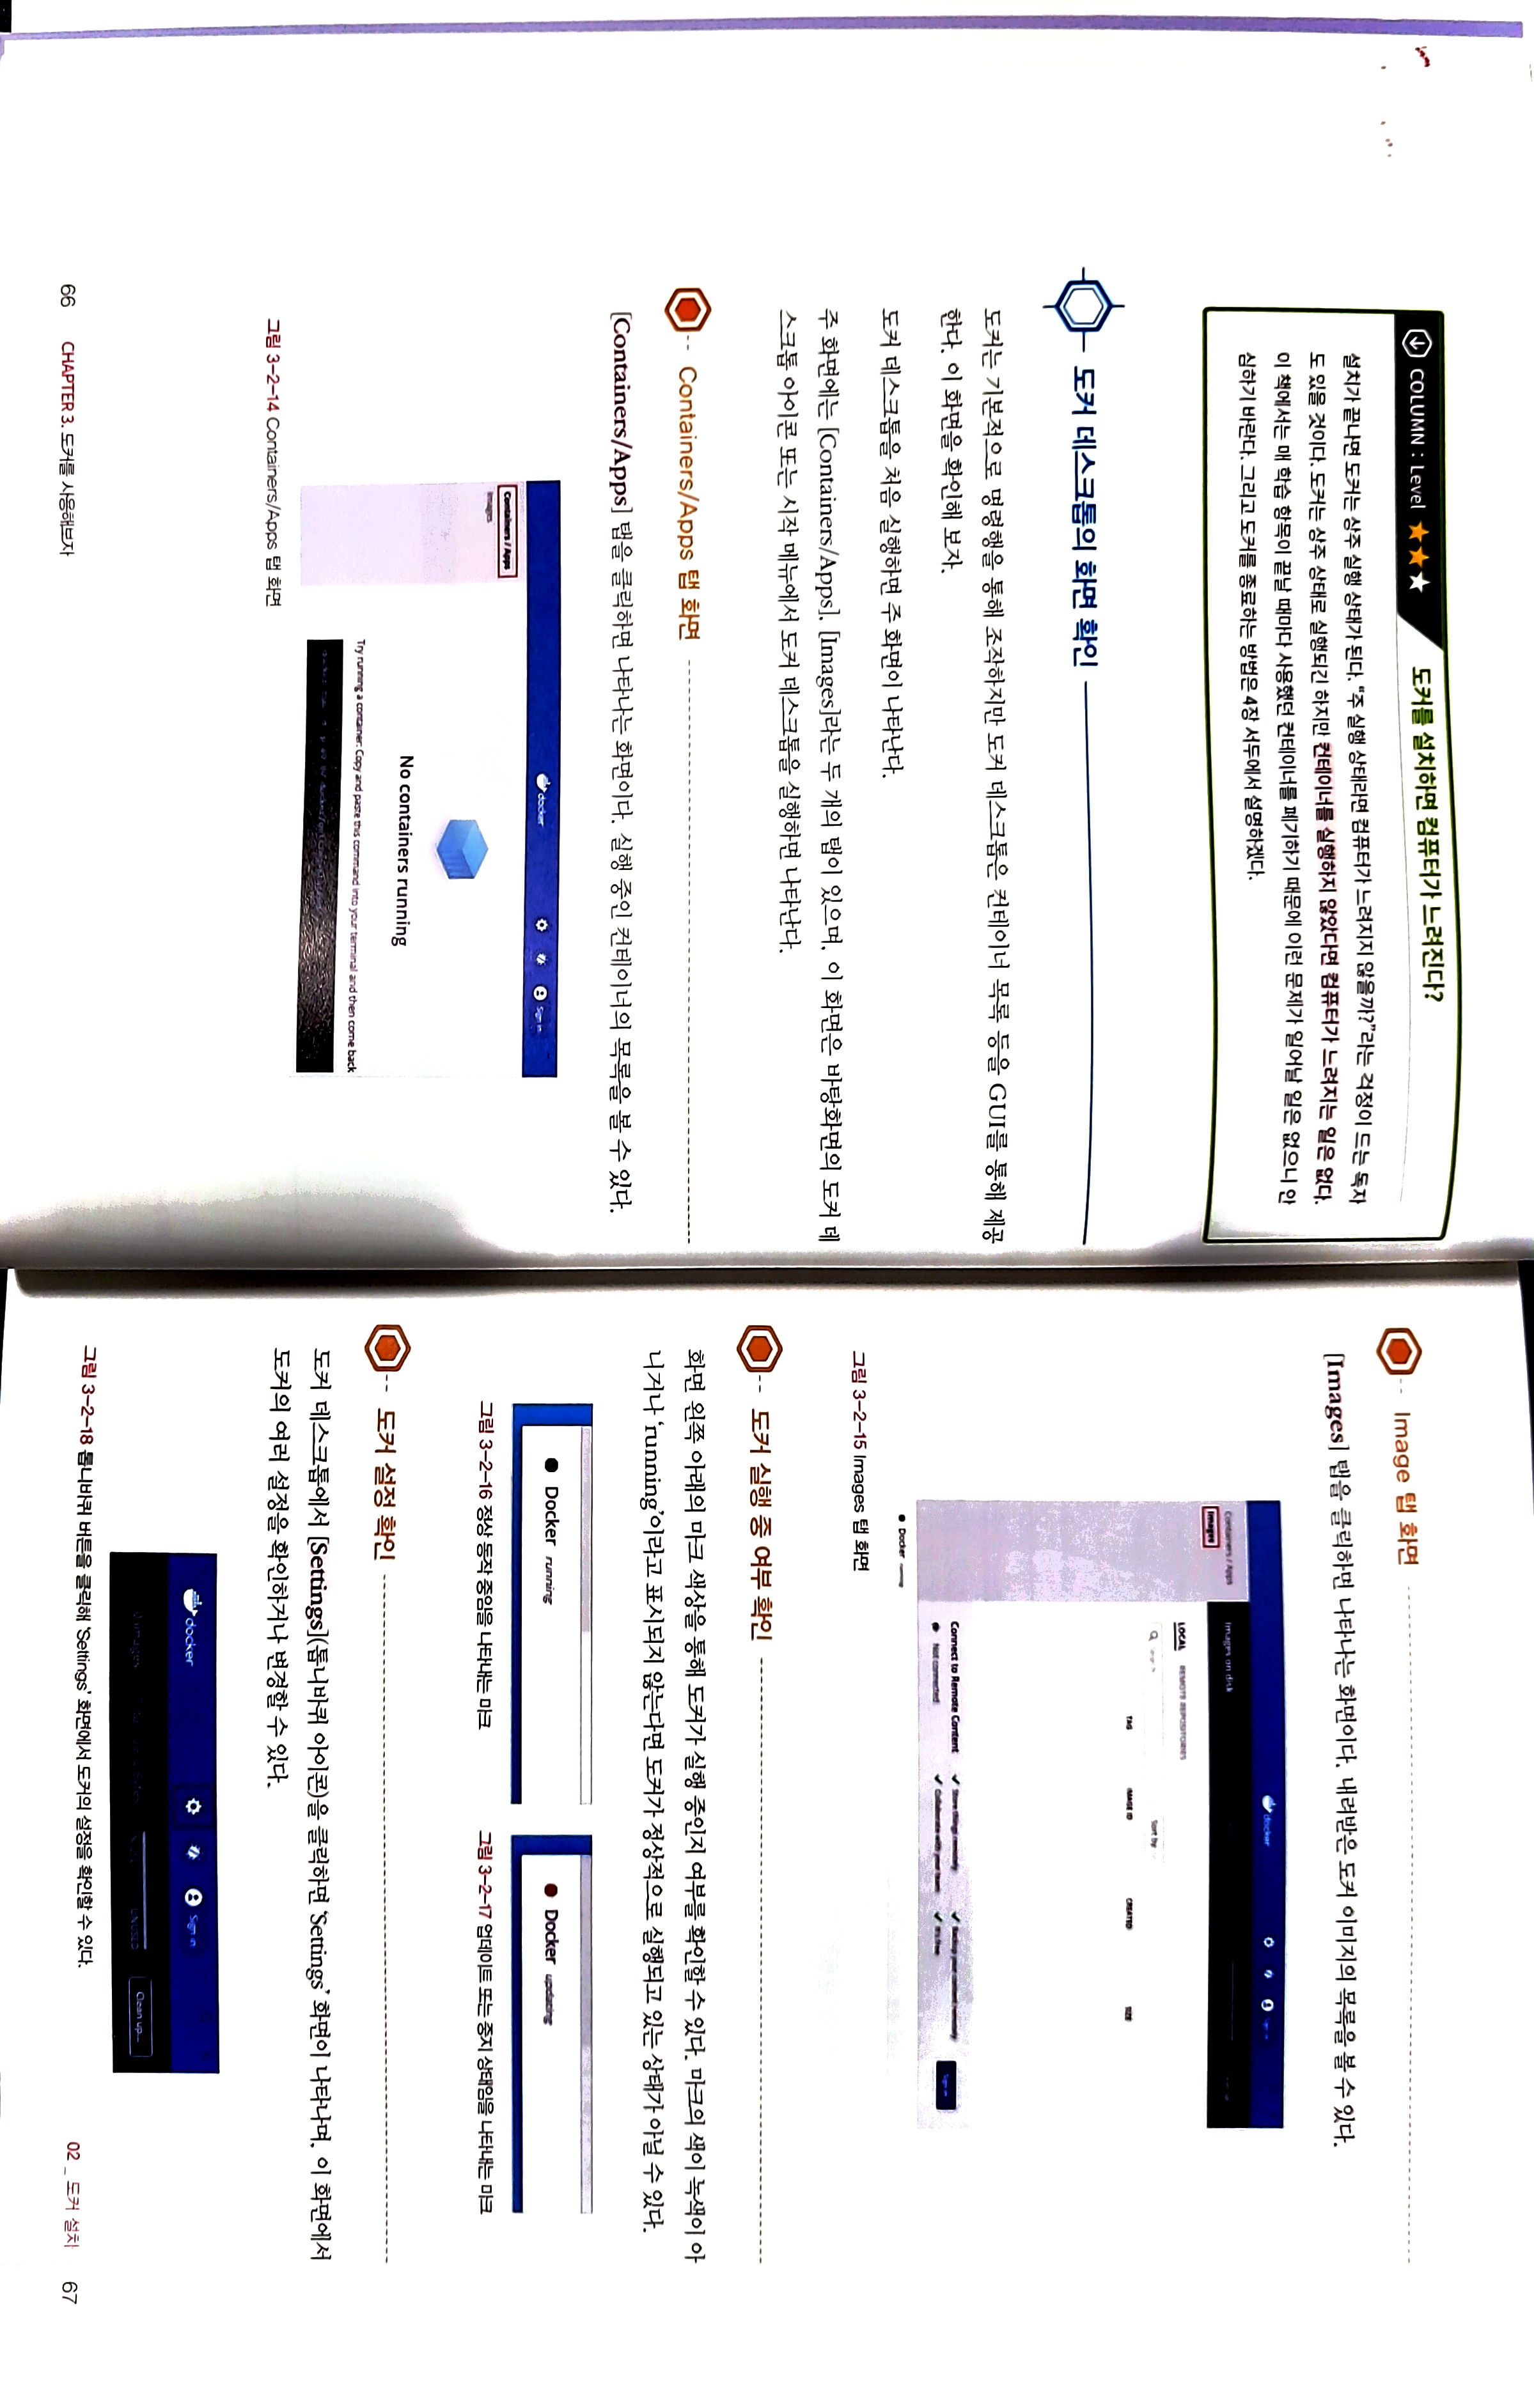 COLUMN : Level ★★★ 도커를 설치하면 컴퓨터가 느려진다?
설치가 끝나면 도커는 상주 실행 상태가 된다. “주 실행 상태라면 컴퓨터가 느려지지 않을까?”라는 걱정이 드는 독자
도 있을 것이다. 도커는 상주 상태로 실행되긴 하지만 컨테이너를 실행하지 않았다면 컴퓨터가 느려지는 일은 없다.
이 책에서는 매 학습 항목이 끝날 때마다 사용했던 컨테이너를 폐기하기 때문에 이런 문제가 일어날 일은 없으니 안
심하기 바란다. 그리고 도커를 종료하는 방법은 4장 서두에서 설명하겠다.
도커 데스크톱의 화면 확인
도커는 기본적으로 명령행을 통해 조작하지만 도커 데스크톱은 컨테이너 목록 등을 GUI를 통해 제공
한다. 이 화면을 확인해 보자.
도커 데스크톱을 처음 실행하면 주 화면이 나타난다.
주 화면에는 [Containers/Apps], [Images]라는 두 개의 탭이 있으며, 이 화면은 바탕화면의 도커 데
스크톱 아이콘 또는 시작 메뉴에서 도커 데스크톱을 실행하면 나타난다.
Containers/Apps 탭 화면
[Containers/Apps] 탭을 클릭하면 나타나는 화면이다. 실행 중인 컨테이너의 목록을 볼 수 있다.
docker Sign in
Containers / Apps
Images
No containers running
Try running a container: Copy and paste this command into your terminal and then come back
그림 3-2-14 Containers/Apps 탭 화면
66 CHAPTER 3. 도커를 사용해보자
Image 탭 화면
[Images] 탭을 클릭하면 나타나는 화면이다. 내려받은 도커 이미지의 목록을 볼 수 있다.
docker
Containers / Apps
Images on disk
Images
LOCAL REMOTE REPOSITORIES
Sort by
TAG IMAGE ID CREATED SIZE
Connect to Remote Content Store things remotely Backup your content remotely
Not connected Collaborate with your team It's free
Sign in
Docker running
그림 3-2-15 Images 탭 화면
도커 실행 중 여부 확인
화면 왼쪽 아래의 마크 색상을 통해 도커가 실행 중인지 여부를 확인할 수 있다. 마크의 색이 녹색이 아
니거나 ‘running’이라고 표시되지 않는다면 도커가 정상적으로 실행되고 있는 상태가 아닐 수 있다.
Docker running
그림 3-2-16 정상 동작 중임을 나타내는 마크
Docker updating
그림 3-2-17 업데이트 또는 중지 상태임을 나타내는 마크
도커 설정 확인
도커 데스크톱에서 [Settings](톱니바퀴 아이콘)을 클릭하면 ‘Settings’ 화면이 나타나며, 이 화면에서
도커의 여러 설정을 확인하거나 변경할 수 있다.
docker Sign in
UNUSED Clean up...
그림 3-2-18 톱니바퀴 버튼을 클릭해 ‘Settings’ 화면에서 도커의 설정을 확인할 수 있다.
02 _ 도커 설치 67